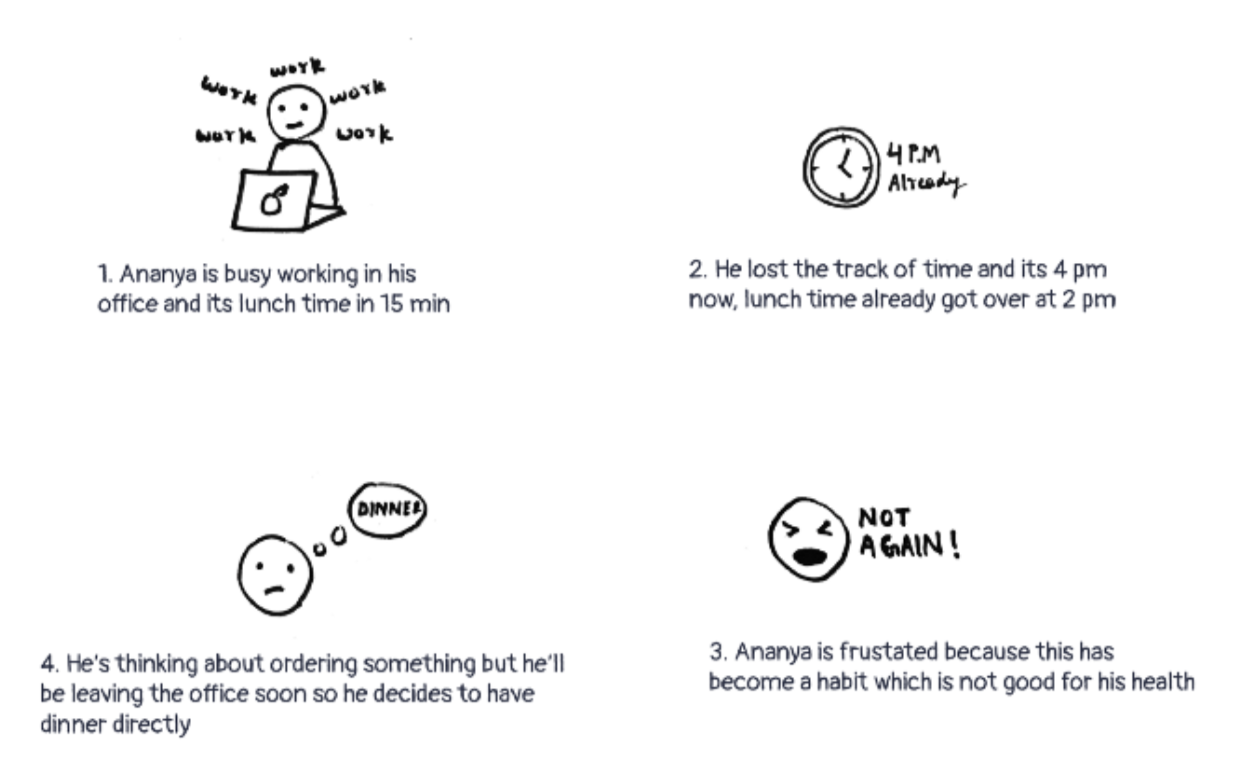 work
work
work
work
work
1. Ananya is busy working in his
office and its lunch time in 15 min
4 P.M
Already
2. He lost the track of time and its 4 pm
now, lunch time already got over at 2 pm
NOT
AGAIN!
3. Ananya is frustated because this has
become a habit which is not good for his health
DINNER
4. He's thinking about ordering something but he'll
be leaving the office soon so he decides to have
dinner directly